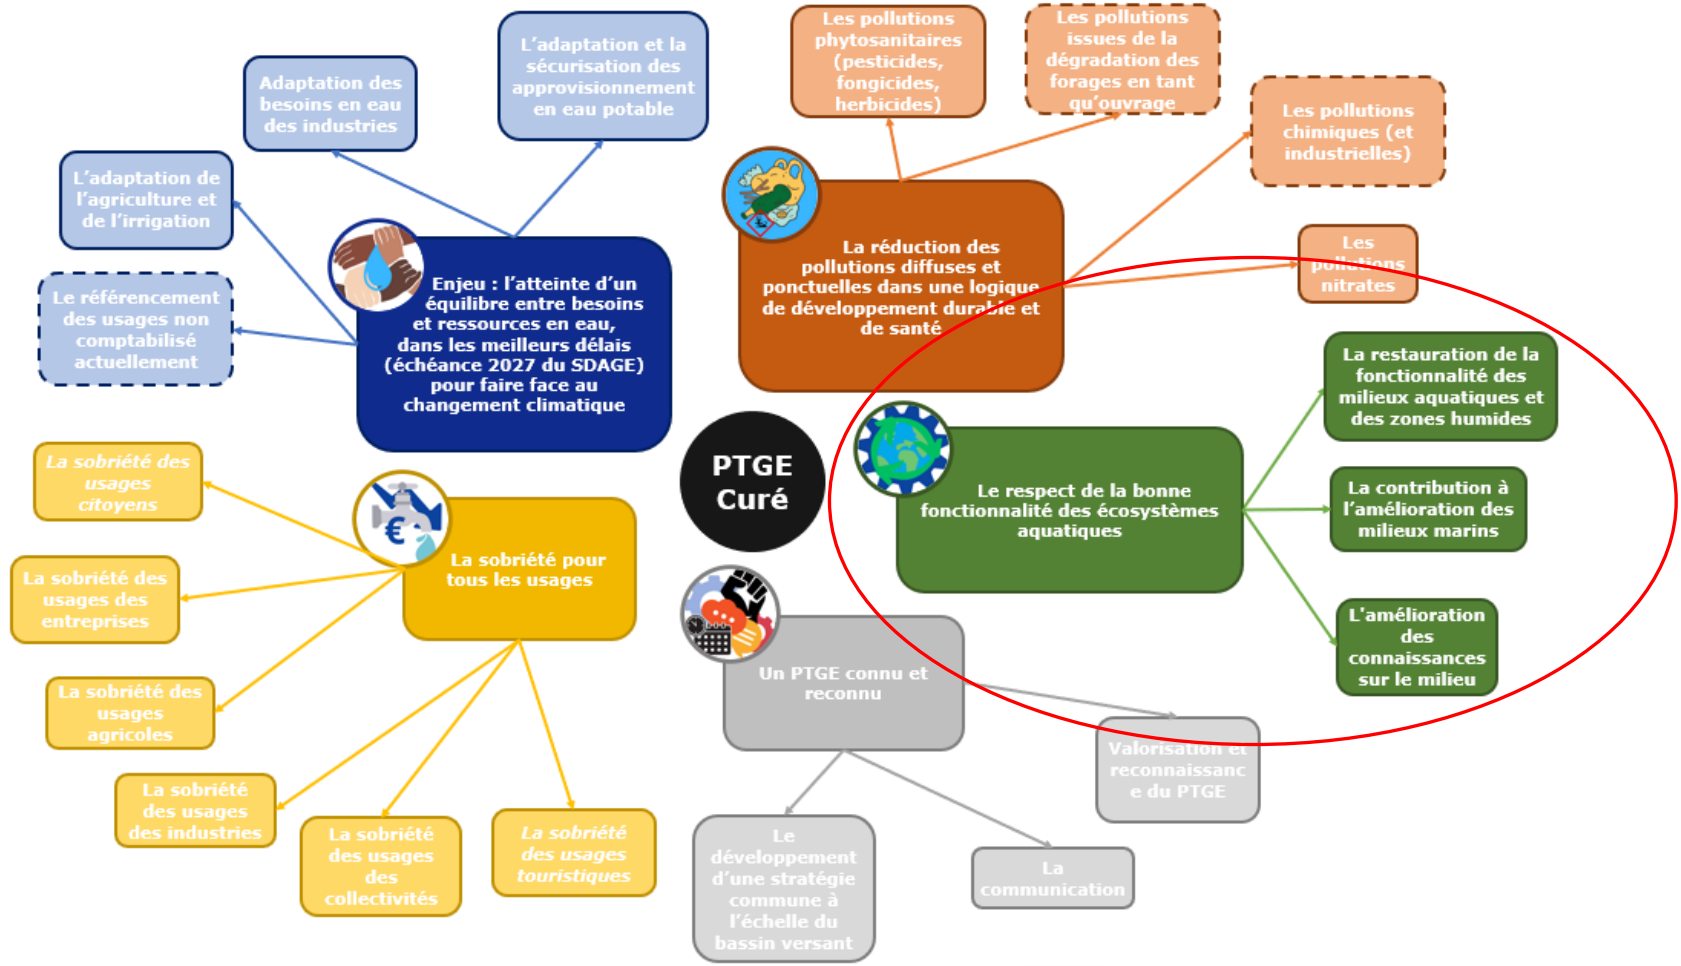 L’adaptation et la
sécurisation des
approvisionnement
en eau potable
Adaptation des
besoins en eau
des industries
L’adaptation de
l’agriculture et
de l’irrigation
Le référencement
des usages non
comptabilisé
actuellement
Enjeu : l’atteinte d’un
équilibre entre besoins
et ressources en eau,
dans les meilleurs délais
(échéance 2027 du SDAGE)
pour faire face au
changement climatique
Les pollutions
phytosanitaires
(pesticides,
fongicides,
herbicides)
Les pollutions
issues de la
dégradation des
forages en tant
qu’ouvrage
Les pollutions
chimiques (et
industrielles)
Les
pollutions
nitrates
La réduction des
pollutions diffuses et
ponctuelles dans une logique
de développement durable et
de santé
PTGE
Curé
La restauration de la
fonctionnalité des
milieux aquatiques et
des zones humides
Le respect de la bonne
fonctionnalité des écosystèmes
aquatiques
La contribution à
l’amélioration des
milieux marins
L'amélioration
des
connaissances
sur le milieu
La sobriété des
usages
citoyens
€
La sobriété pour
tous les usages
La sobriété des
usages des
entreprises
La sobriété des
usages
agricoles
La sobriété
des usages
des industries
La sobriété
des usages
des
collectivités
La sobriété
des usages
touristiques
Un PTGE connu et
reconnu
Valorisation et
reconnaissanc
e du PTGE
Le
développement
d’une stratégie
commune à
l’échelle du
bassin versant
La
communication